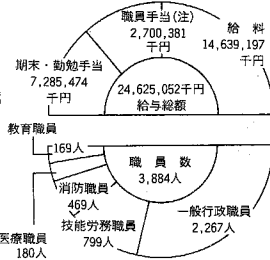 職員手当(注)
2,700,381
千円
給料
14,639,197
千円
期末・勤勉手当
7,285,474
千円
24,625,052千円
給与総額
教育職員
169人
職員数
3,884人
消防職員
469人
技能労務職員
799人
一般行政職員
2,267人
医療職員
180人